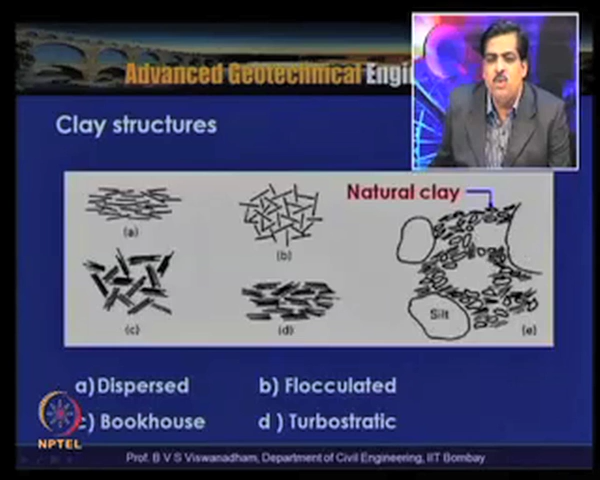 Advanced Geotechnical Engi
Clay structures
Natural clay
(a)
(b)
(c)
(d)
Silt
(e)
a) Dispersed
b) Flocculated
c) Bookhouse
d ) Turbostratic
NPTEL
Prof. B V S Viswanadham, Department of Civil Engineering, IIT Bombay